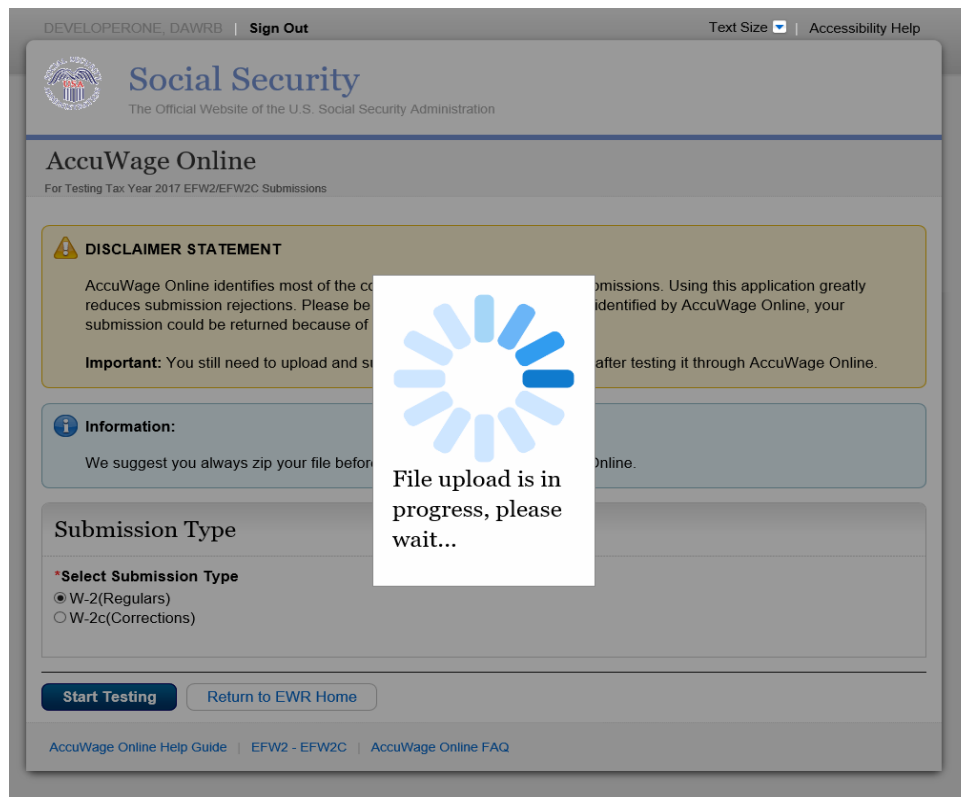 DEVELOPERONE, DAWRB | Sign Out Text Size | Accessibility Help
USA
Social Security
The Official Website of the U.S. Social Security Administration
AccuWage Online
For Testing Tax Year 2017 EFW2/EFW2C Submissions
DISCLAIMER STATEMENT
AccuWage Online identifies most of the co omissions. Using this application greatly
reduces submission rejections. Please be identified by AccuWage Online, your
submission could be returned because of
Important: You still need to upload and su after testing it through AccuWage Online.
Information:
We suggest you always zip your file before Online.
File upload is in
progress, please
wait...
Submission Type
*Select Submission Type
W-2(Regulars)
W-2c(Corrections)
Start Testing Return to EWR Home
AccuWage Online Help Guide | EFW2 - EFW2C | AccuWage Online FAQ